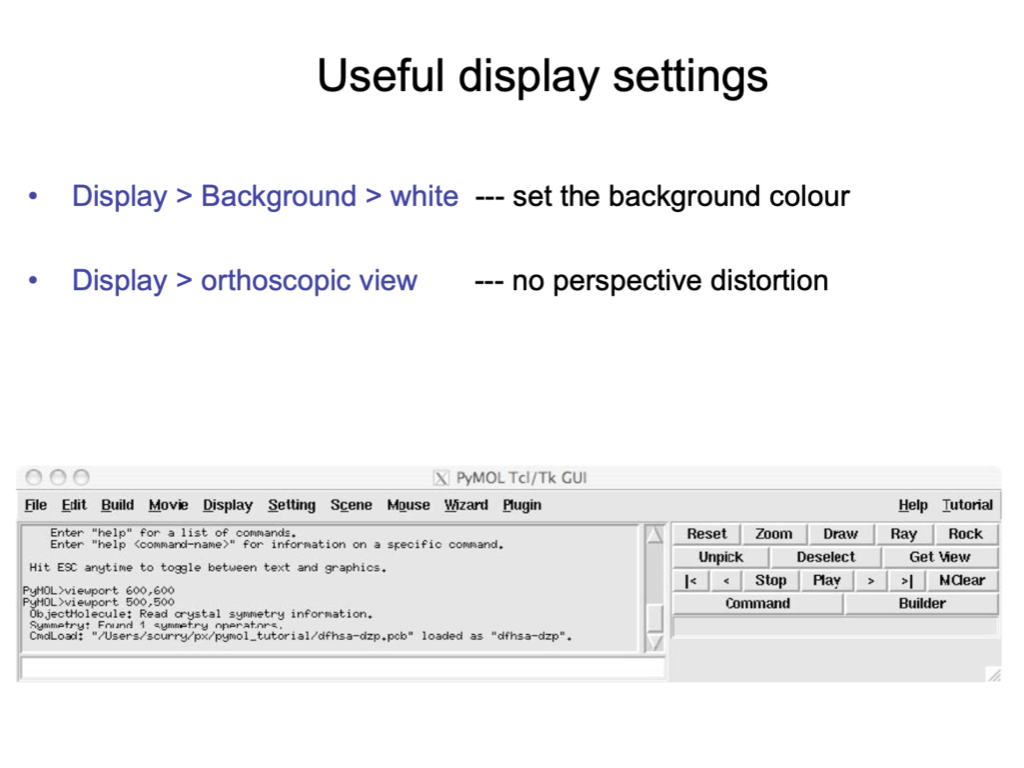 Useful display settings
• Display > Background > white --- set the background colour
• Display > orthoscopic view --- no perspective distortion
X PyMOL Tcl/Tk GUI
File Edit Build Movie Display Setting Scene Mouse Wizard Plugin Help Tutorial
Enter "help" for a list of commands.
Enter "help <command-name>" for information on a specific command.
Hit ESC anytime to toggle between text and graphics.
PyMOL>viewport 600,600
PyMOL>viewport 500,500
ObjectMolecule: Read crystal symmetry information.
Symmetry: Found 1 symmetry operators.
CmdLoad: "/Users/scurry/px/pymol_tutorial/dfhsa-dzp.pcb" loaded as "dfhsa-dzp".
Reset Zoom Draw Ray Rock
Unpick Deselect Get View
|< < Stop Play > >| MClear
Command Builder